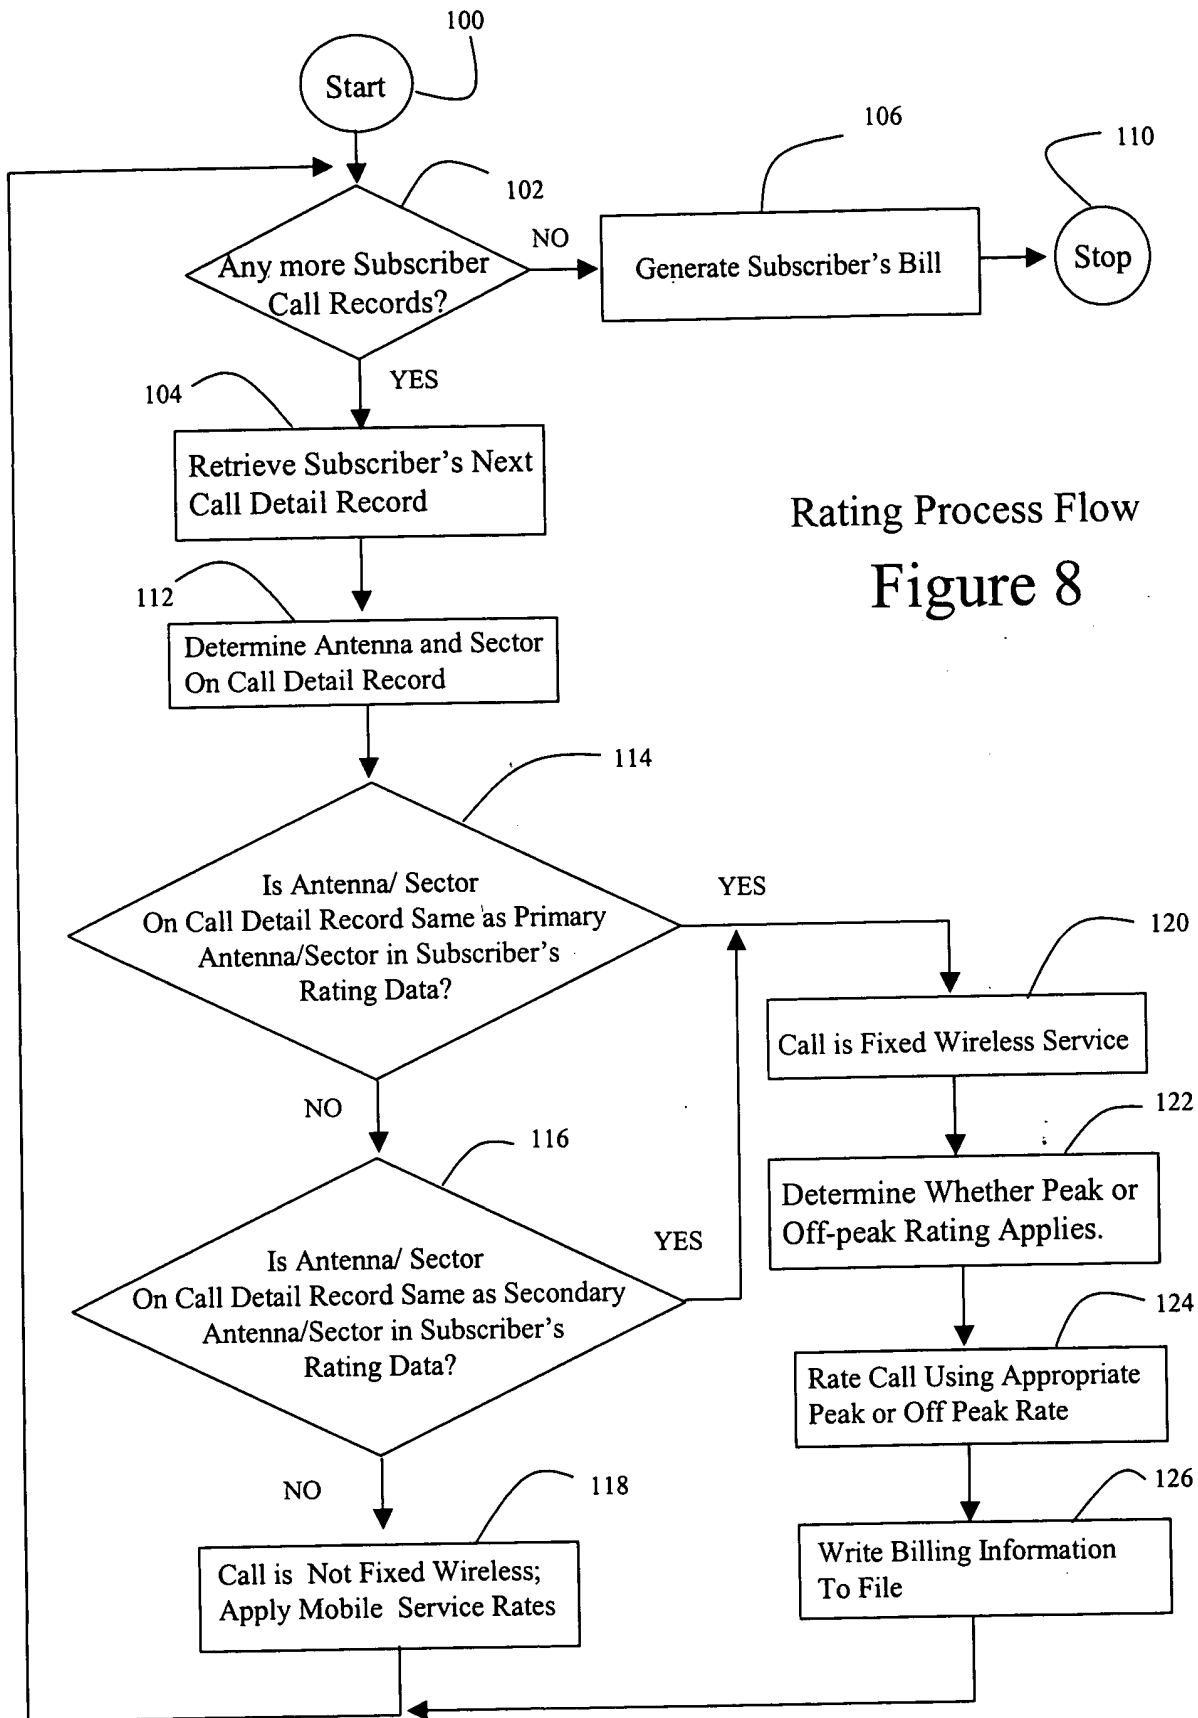 100
Start
106
110
102
NO
Any more Subscriber
Call Records?
Generate Subscriber's Bill
Stop
YES
104
Retrieve Subscriber's Next
Call Detail Record
Rating Process Flow
Figure 8
112
Determine Antenna and Sector
On Call Detail Record
114
Is Antenna/ Sector
On Call Detail Record Same as Primary
Antenna/Sector in Subscriber's
Rating Data?
YES
120
Call is Fixed Wireless Service
NO
122
116
Determine Whether Peak or
Off-peak Rating Applies.
YES
Is Antenna/ Sector
On Call Detail Record Same as Secondary
Antenna/Sector in Subscriber's
Rating Data?
124
Rate Call Using Appropriate
Peak or Off Peak Rate
NO
118
126
Call is Not Fixed Wireless;
Apply Mobile Service Rates
Write Billing Information
To File